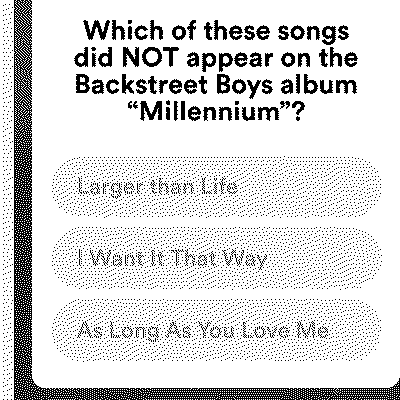 Which of these songs
did NOT appear on the
Backstreet Boys album
“Millennium”?
Larger than Life
I Want It That Way
As Long As You Love Me